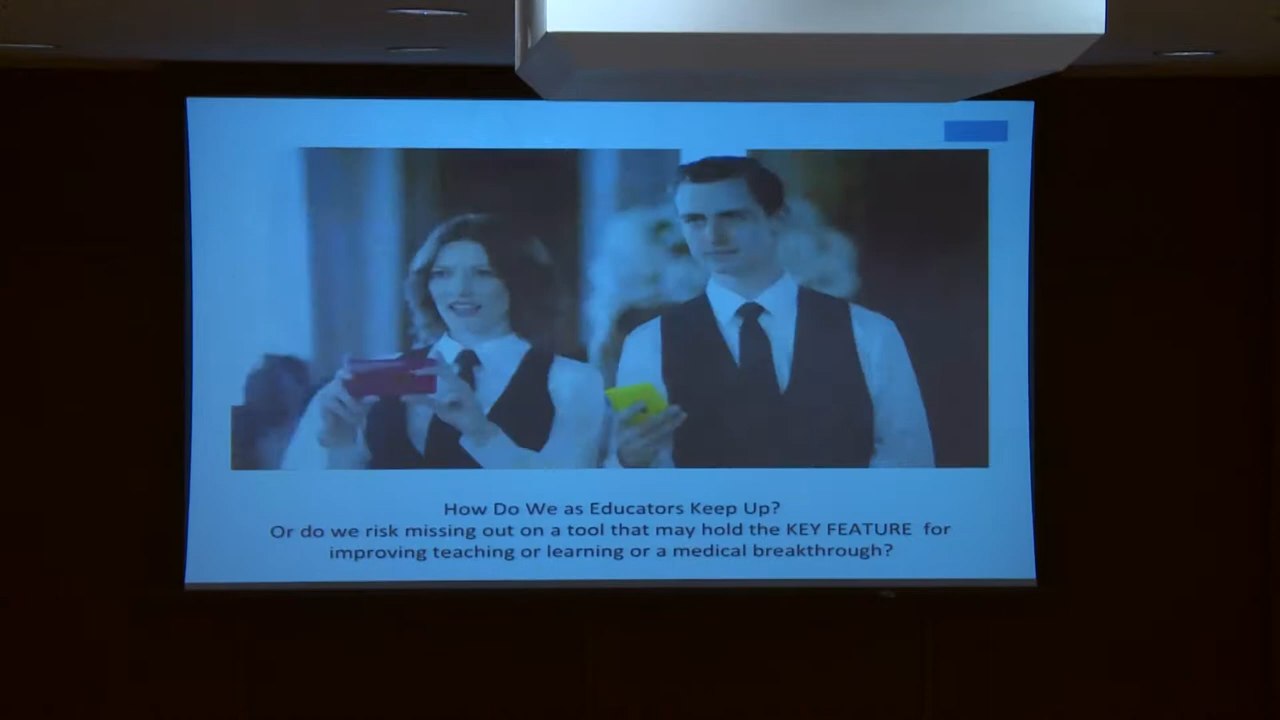 How Do We as Educators Keep Up?
Or do we risk missing out on a tool that may hold the KEY FEATURE for
improving teaching or learning or a medical breakthrough?